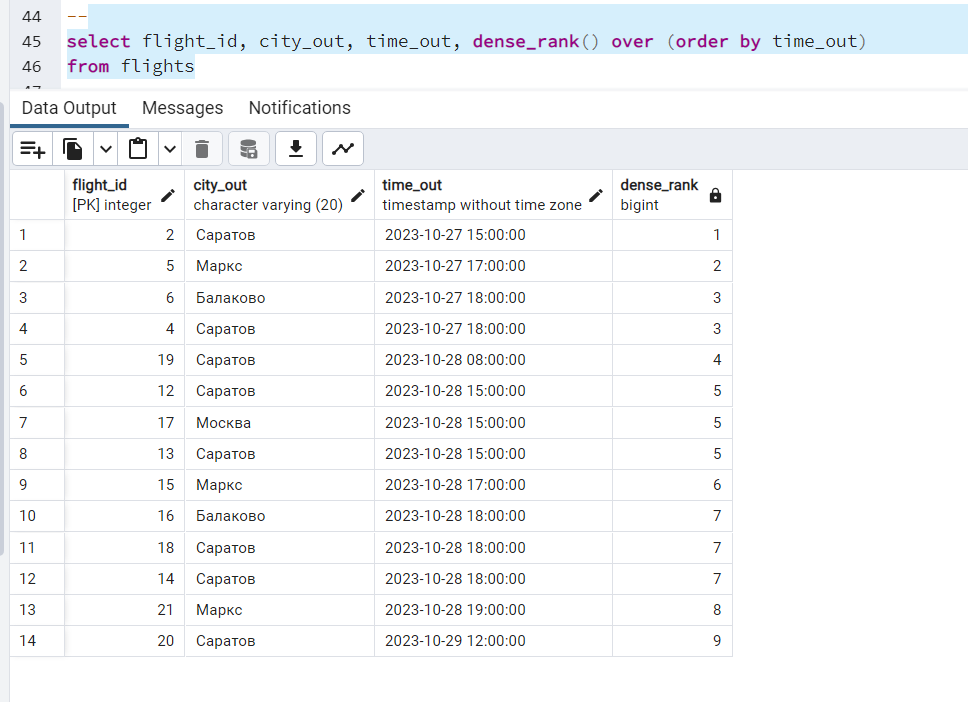 44 --
45 select flight_id, city_out, time_out, dense_rank() over (order by time_out)
46 from flights
Data Output Messages Notifications
flight_id city_out time_out dense_rank
[PK] integer character varying (20) timestamp without time zone bigint
1 2 Саратов 2023-10-27 15:00:00 1
2 5 Маркс 2023-10-27 17:00:00 2
3 6 Балаково 2023-10-27 18:00:00 3
4 4 Саратов 2023-10-27 18:00:00 3
5 19 Саратов 2023-10-28 08:00:00 4
6 12 Саратов 2023-10-28 15:00:00 5
7 17 Москва 2023-10-28 15:00:00 5
8 13 Саратов 2023-10-28 15:00:00 5
9 15 Маркс 2023-10-28 17:00:00 6
10 16 Балаково 2023-10-28 18:00:00 7
11 18 Саратов 2023-10-28 18:00:00 7
12 14 Саратов 2023-10-28 18:00:00 7
13 21 Маркс 2023-10-28 19:00:00 8
14 20 Саратов 2023-10-29 12:00:00 9